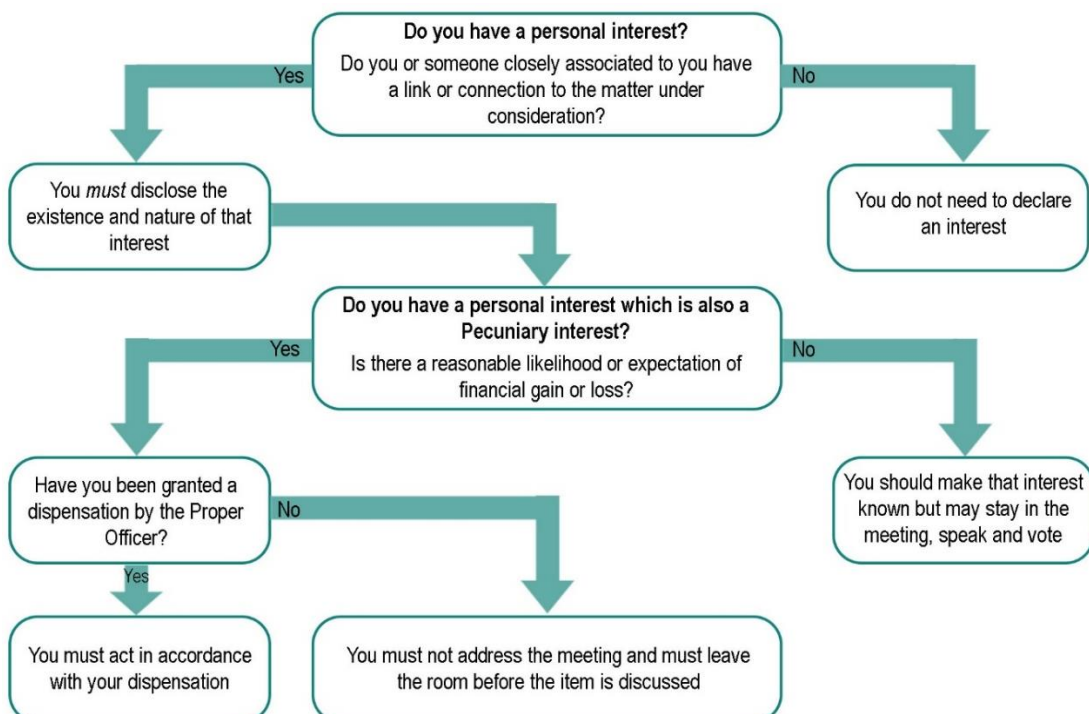 Do you have a personal interest?
Do you or someone closely associated to you have
a link or connection to the matter under
consideration?
Yes
No
You must disclose the
existence and nature of that
interest
You do not need to declare
an interest
Do you have a personal interest which is also a
Pecuniary interest?
Is there a reasonable likelihood or expectation of
financial gain or loss?
Yes
No
Have you been granted a
dispensation by the Proper
Officer?
No
You should make that interest
known but may stay in the
meeting, speak and vote
Yes
You must act in accordance
with your dispensation
You must not address the meeting and must leave
the room before the item is discussed